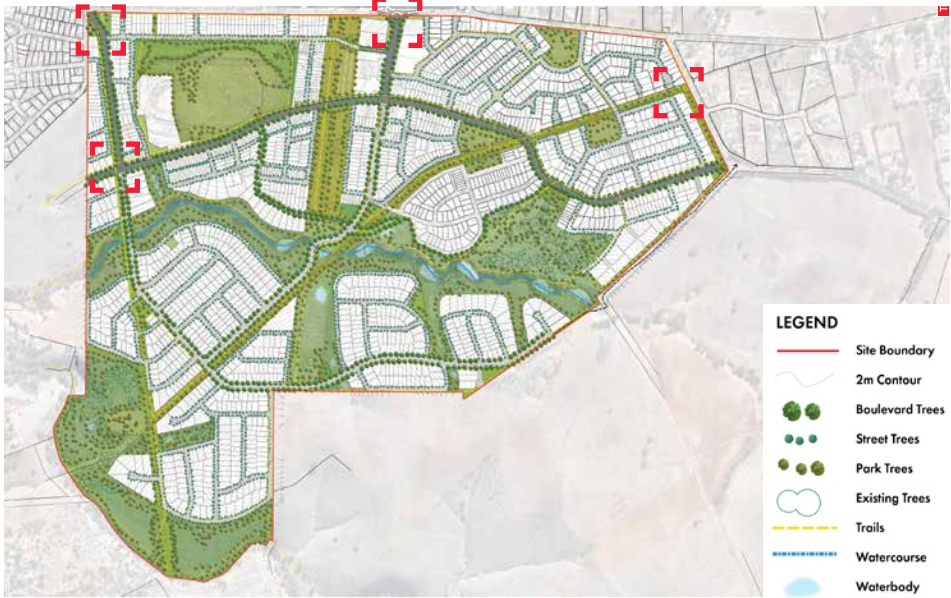 LEGEND
Site Boundary
2m Contour
Boulevard Trees
Street Trees
Park Trees
Existing Trees
Trails
Watercourse
Waterbody